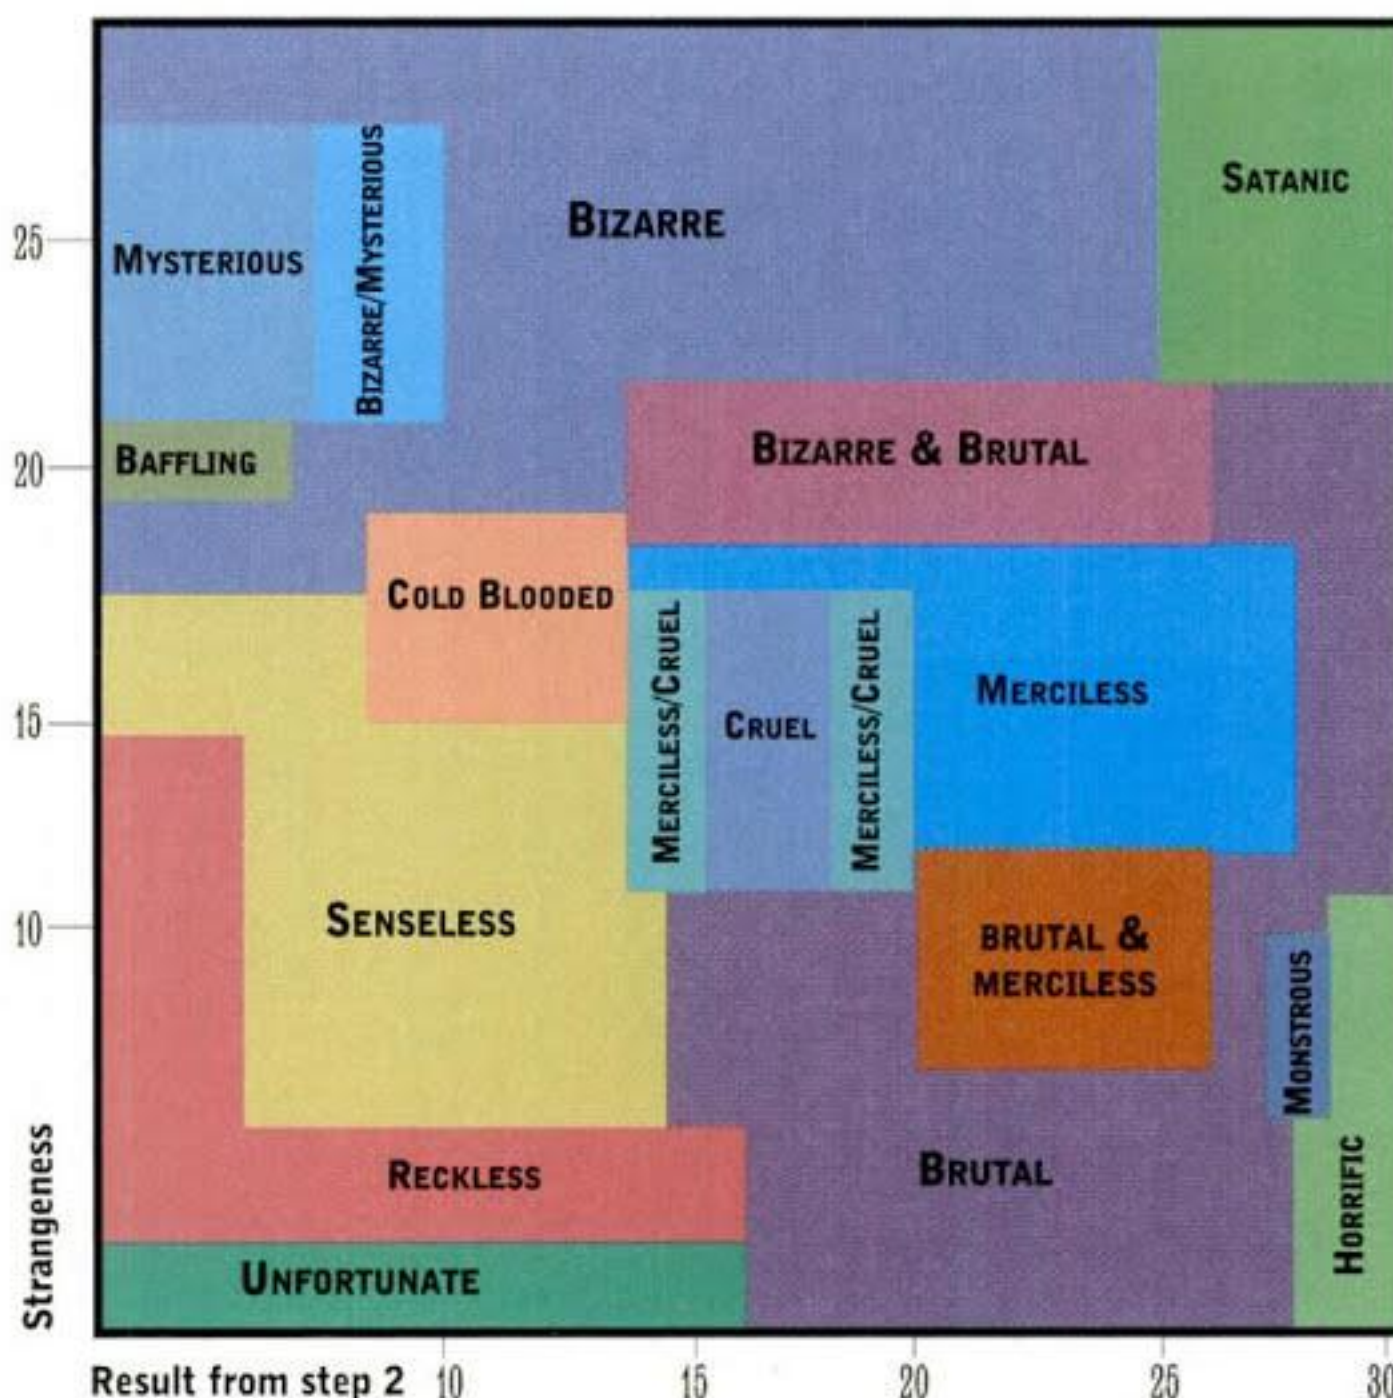 SATANIC
BIZARRE/MYSTERIOUS
BIZARRE
25
MYSTERIOUS
BIZARRE & BRUTAL
20
BAFFLING
COLD BLOODED
MERCILESS/CRUEL
MERCILESS/CRUEL
MERCILESS
15
CRUEL
SENSELESS
10
BRUTAL &
MERCILESS
MONSTROUS
Strangeness
RECKLESS
BRUTAL
HORRIFIC
UNFORTUNATE
Result from step 2 10 15 20 25 30